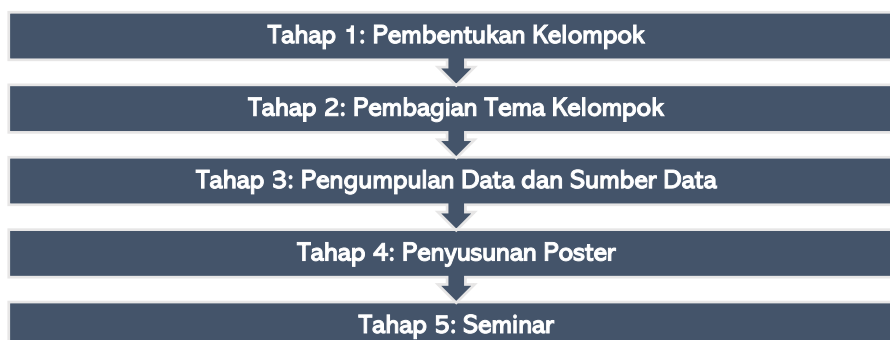 Tahap 1: Pembentukan Kelompok
Tahap 2: Pembagian Tema Kelompok
Tahap 3: Pengumpulan Data dan Sumber Data
Tahap 4: Penyusunan Poster
Tahap 5: Seminar